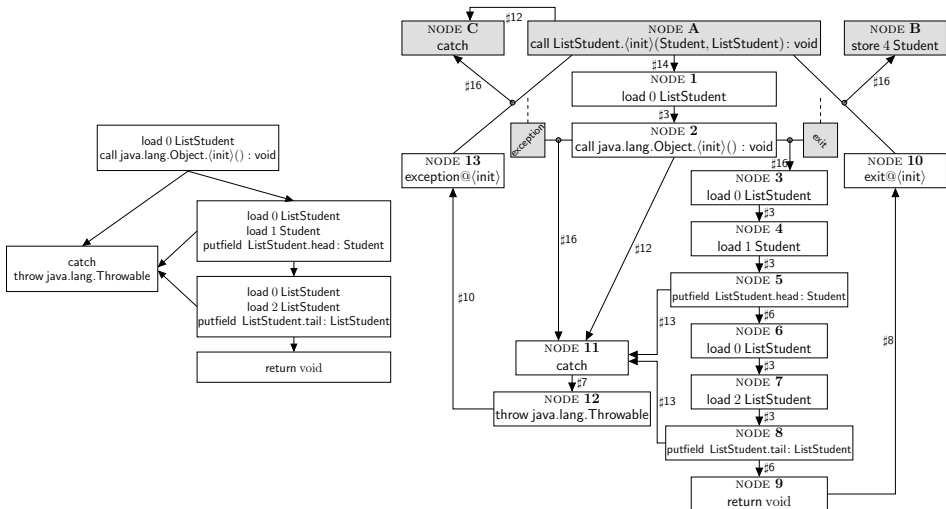 load 0 ListStudent
call java.lang.Object.⟨init⟩() : void
load 0 ListStudent
load 1 Student
putfield ListStudent.head : Student
catch
throw java.lang.Throwable
load 0 ListStudent
load 2 ListStudent
putfield ListStudent.tail : ListStudent
return void
NODE C
catch
♯12
NODE A
call ListStudent.⟨init⟩(Student, ListStudent) : void
NODE B
store 4 Student
♯14
♯16
♯16
NODE 1
load 0 ListStudent
♯3
exception
NODE 2
call java.lang.Object.⟨init⟩() : void
exit
NODE 13
exception@⟨init⟩
♯16
NODE 10
exit@⟨init⟩
NODE 3
load 0 ListStudent
♯3
♯16
♯12
NODE 4
load 1 Student
♯3
NODE 5
putfield ListStudent.head : Student
♯10
♯13
♯6
♯8
NODE 6
load 0 ListStudent
NODE 11
catch
♯3
♯7
NODE 7
load 2 ListStudent
NODE 12
throw java.lang.Throwable
♯13
♯3
NODE 8
putfield ListStudent.tail : ListStudent
♯6
NODE 9
return void